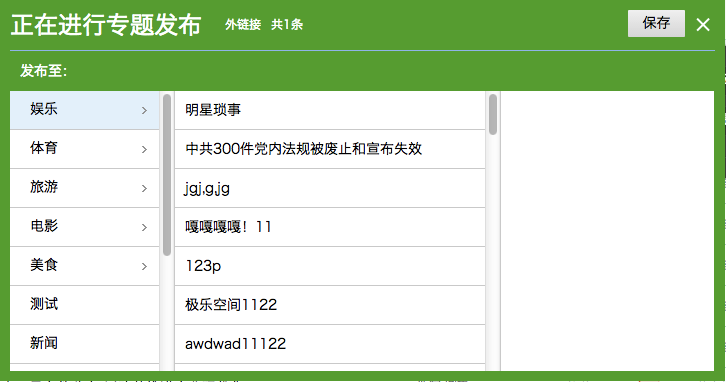 正在进行专题发布 外链接 共1条 保存
发布至：
娱乐
体育
旅游
电影
美食
测试
新闻
明星琐事
中共300件党内法规被废止和宣布失效
jgj,g,jg
嘎嘎嘎嘎！11
123p
极乐空间1122
awdwad11122